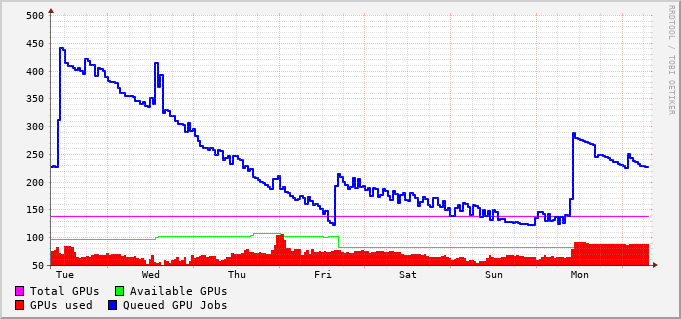 500
450
400
350
300
250
200
150
100
50
Tue Wed Thu Fri Sat Sun Mon
Total GPUs Available GPUs
GPUs used Queued GPU Jobs
RRDTOOL / TOBI OETIKER